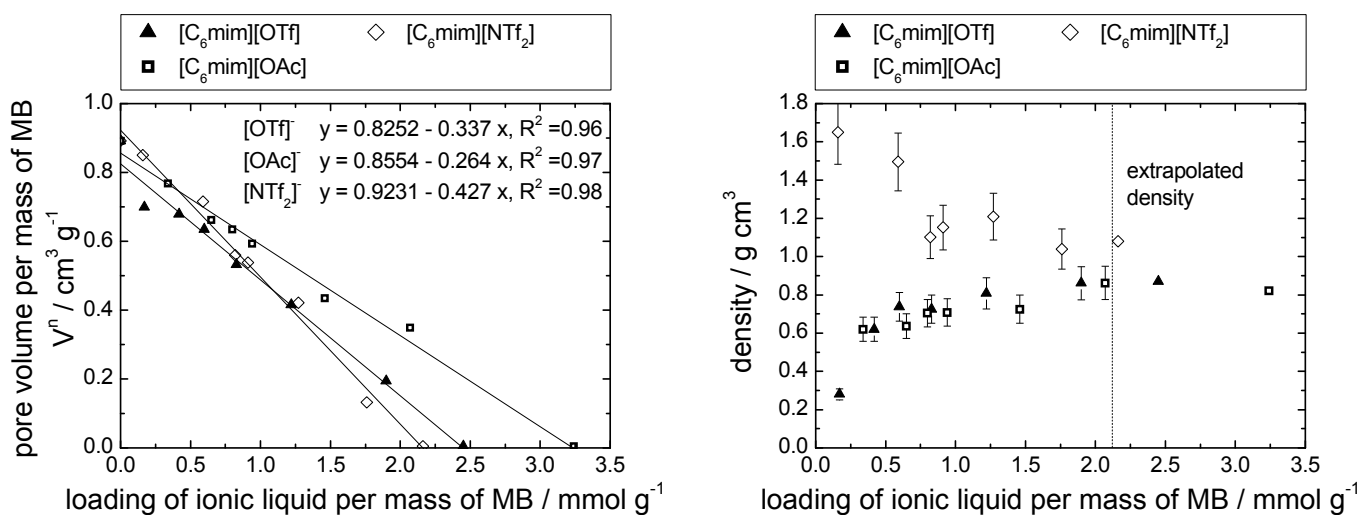 [C₆mim][OTf] [C₆mim][NTf₂]
[C₆mim][OAc]
1.0
0.8
0.6
0.4
0.2
0.0
pore volume per mass of MB
Vⁿ / cm³ g⁻¹
[OTf]⁻ y = 0.8252 - 0.337 x, R² =0.96
[OAc]⁻ y = 0.8554 - 0.264 x, R² =0.97
[NTf₂]⁻ y = 0.9231 - 0.427 x, R² =0.98
0.0 0.5 1.0 1.5 2.0 2.5 3.0 3.5
loading of ionic liquid per mass of MB / mmol g⁻¹
[C₆mim][OTf] [C₆mim][NTf₂]
[C₆mim][OAc]
1.8
1.6
1.4
1.2
1.0
0.8
0.6
0.4
0.2
0.0
density / g cm³
extrapolated
density
0.0 0.5 1.0 1.5 2.0 2.5 3.0 3.5
loading of ionic liquid per mass of MB / mmol g⁻¹